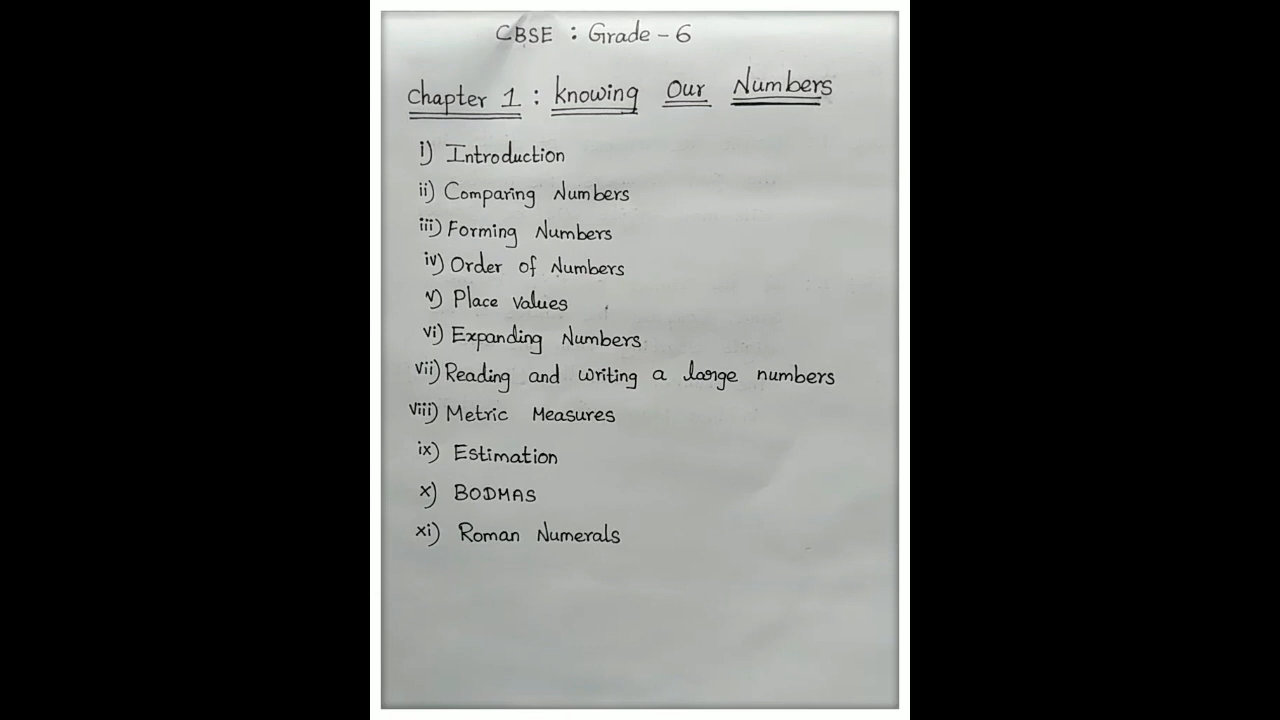 CBSE : Grade - 6
Chapter 1 : Knowing Our Numbers
i) Introduction
ii) Comparing Numbers
iii) Forming Numbers
iv) Order of Numbers
v) Place Values
vi) Expanding Numbers
vii) Reading and writing a large numbers
viii) Metric Measures
ix) Estimation
x) BODMAS
xi) Roman Numerals